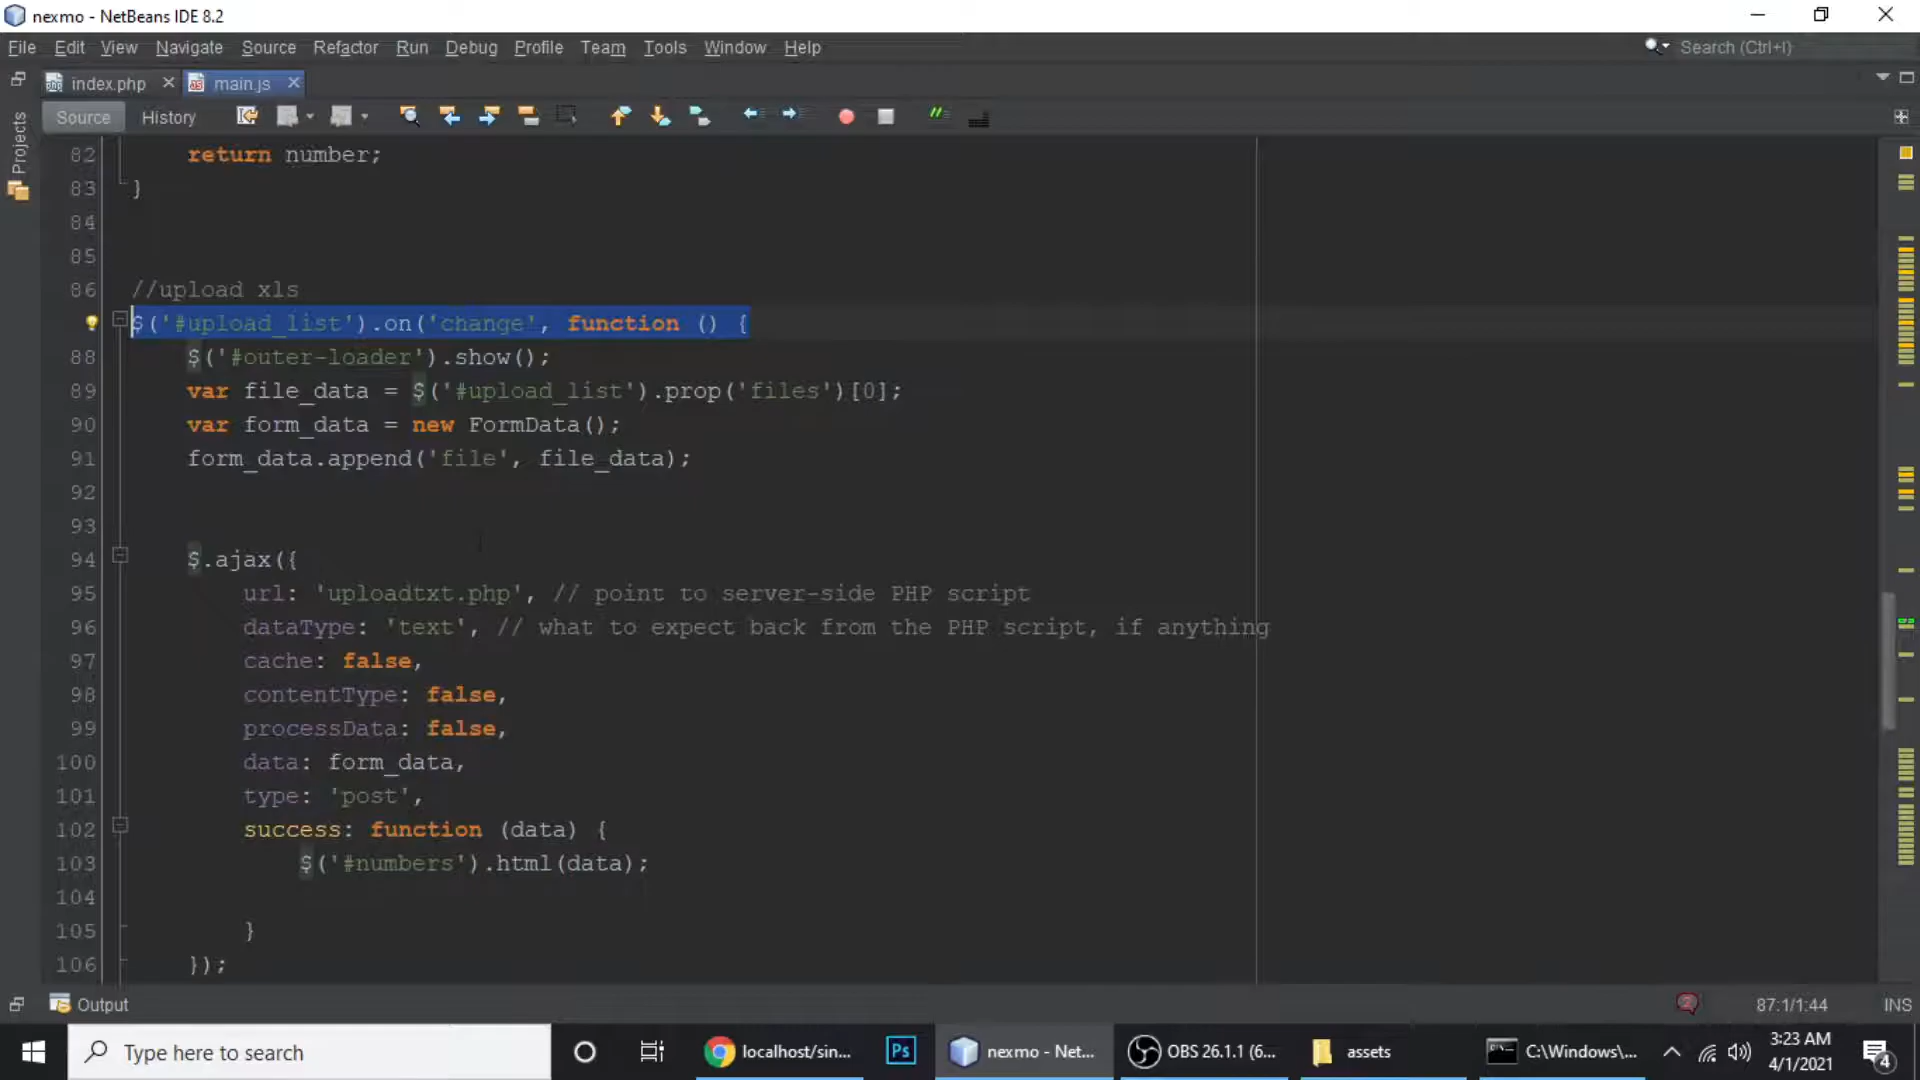 nexmo - NetBeans IDE 8.2
File Edit View Navigate Source Refactor Run Debug Profile Team Tools Window Help
Search (Ctrl+I)
index.php main.js
Source History
Projects
82 return number;
83 }
84
85
86 //upload xls
$('#upload_list').on('change', function () {
88 $('#outer-loader').show();
89 var file_data = $('#upload_list').prop('files')[0];
90 var form_data = new FormData();
91 form_data.append('file', file_data);
92
93
94 $.ajax({
95 url: 'uploadtxt.php', // point to server-side PHP script
96 dataType: 'text', // what to expect back from the PHP script, if anything
97 cache: false,
98 contentType: false,
99 processData: false,
100 data: form_data,
101 type: 'post',
102 success: function (data) {
103 $('#numbers').html(data);
104
105 }
106 });
Output
87:1/1:44 INS
Type here to search
localhost/sin...
Ps
nexmo - Net...
OBS 26.1.1 (6...
assets
C:\Windows\...
3:23 AM
4/1/2021
4